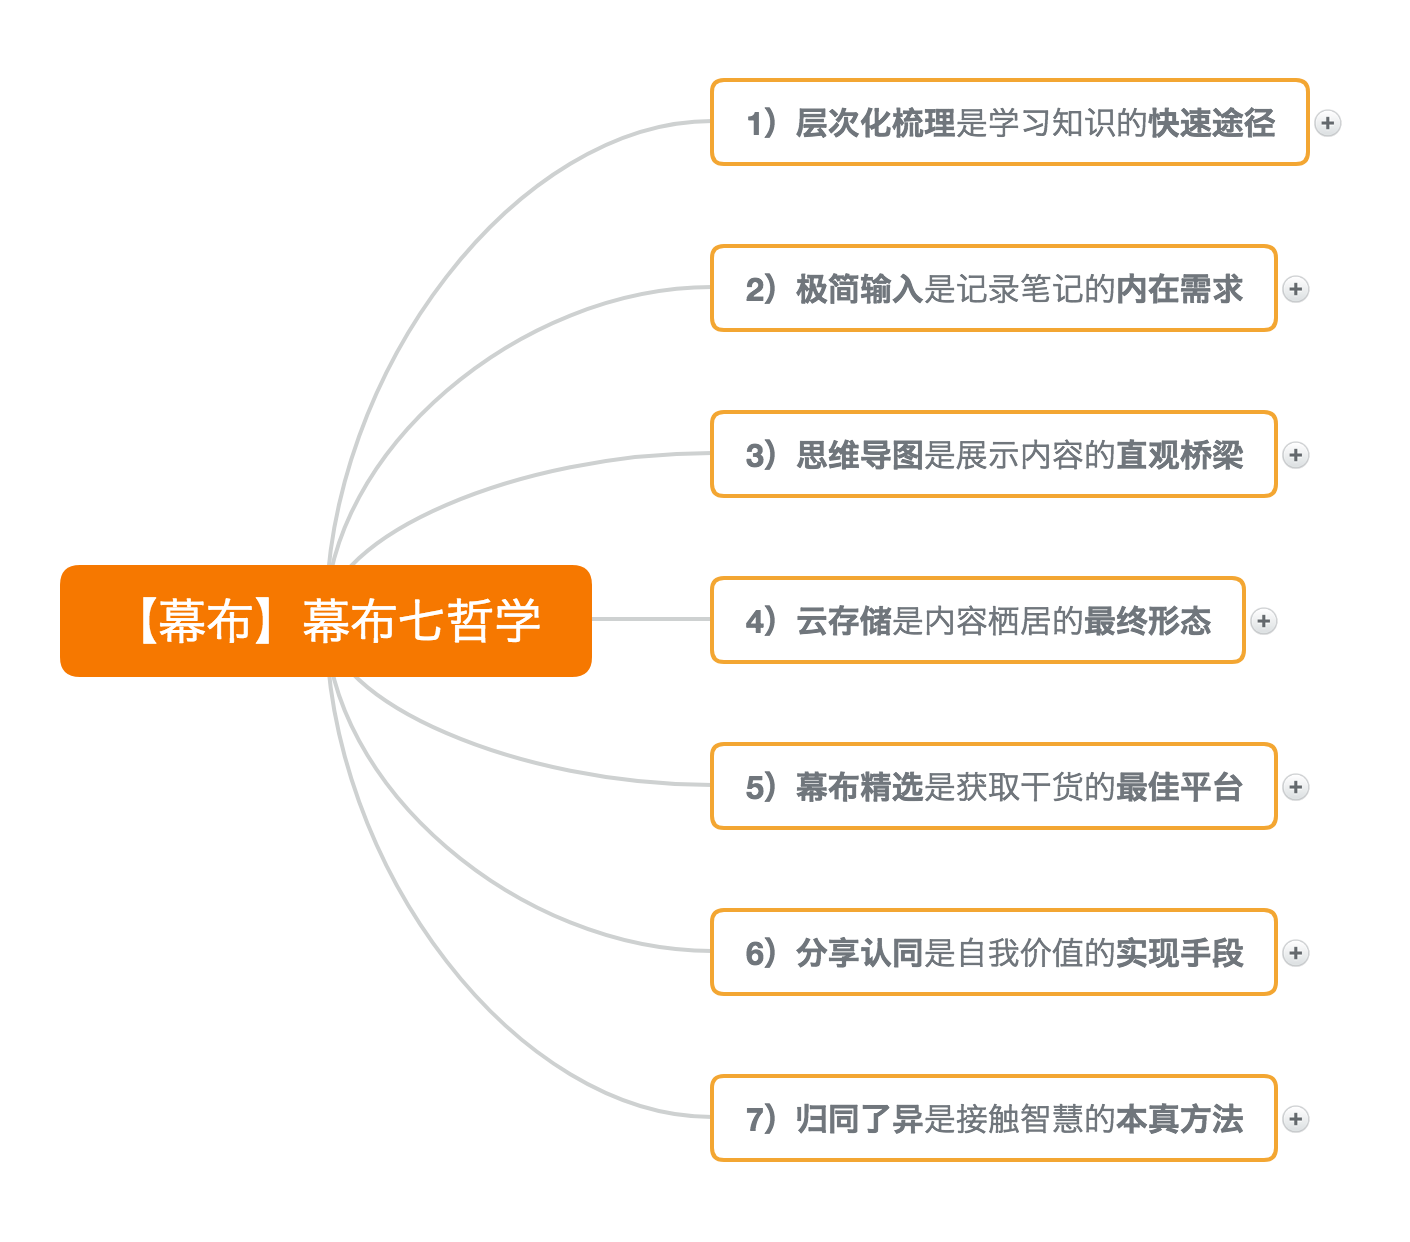 1）层次化梳理是学习知识的快速途径
2）极简输入是记录笔记的内在需求
3）思维导图是展示内容的直观桥梁
【幕布】幕布七哲学
4）云存储是内容栖居的最终形态
5）幕布精选是获取干货的最佳平台
6）分享认同是自我价值的实现手段
7）归同了异是接触智慧的本真方法